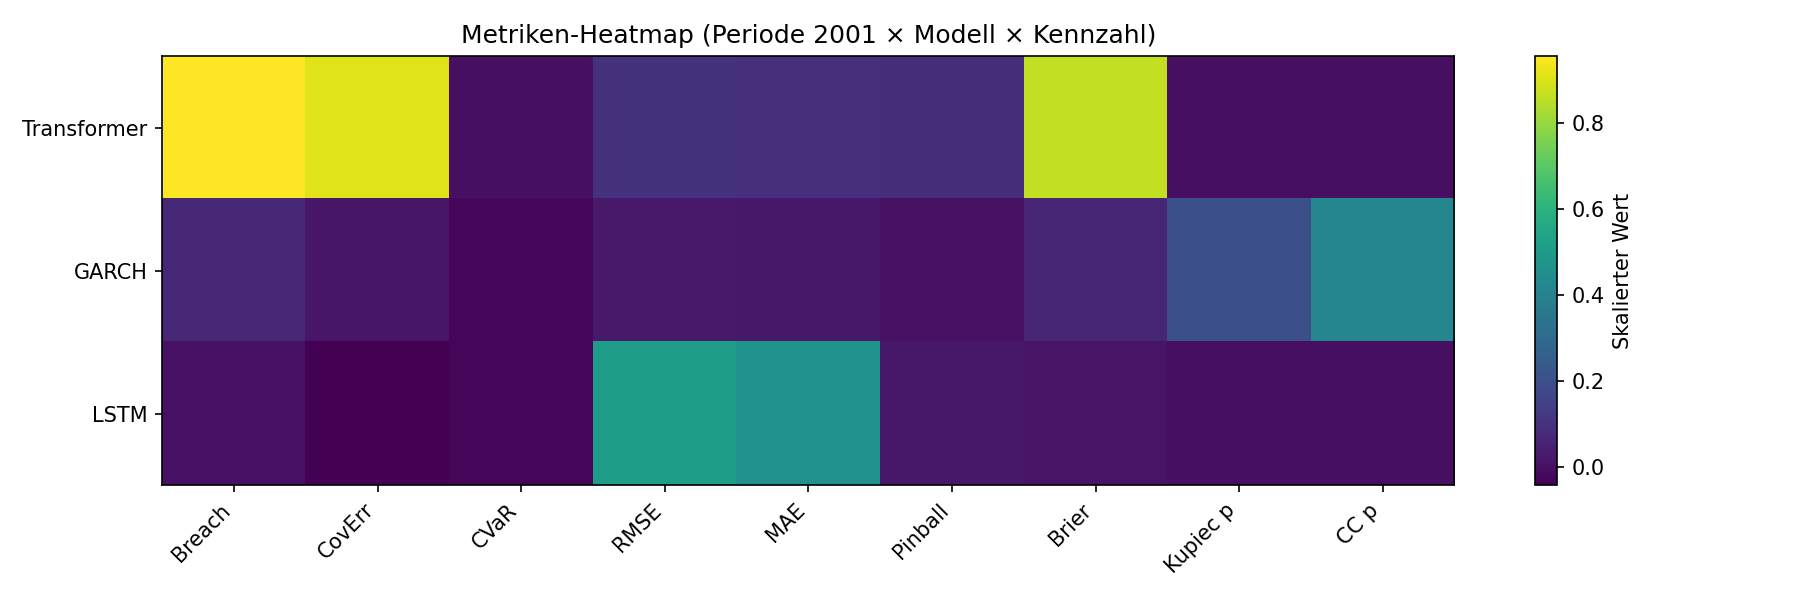 Metriken-Heatmap (Periode 2001 × Modell × Kennzahl)
Transformer
GARCH
LSTM
Breach
CovErr
CVaR
RMSE
MAE
Pinball
Brier
Kupiec p
CC p
0.8
0.6
0.4
0.2
0.0
Skalierter Wert